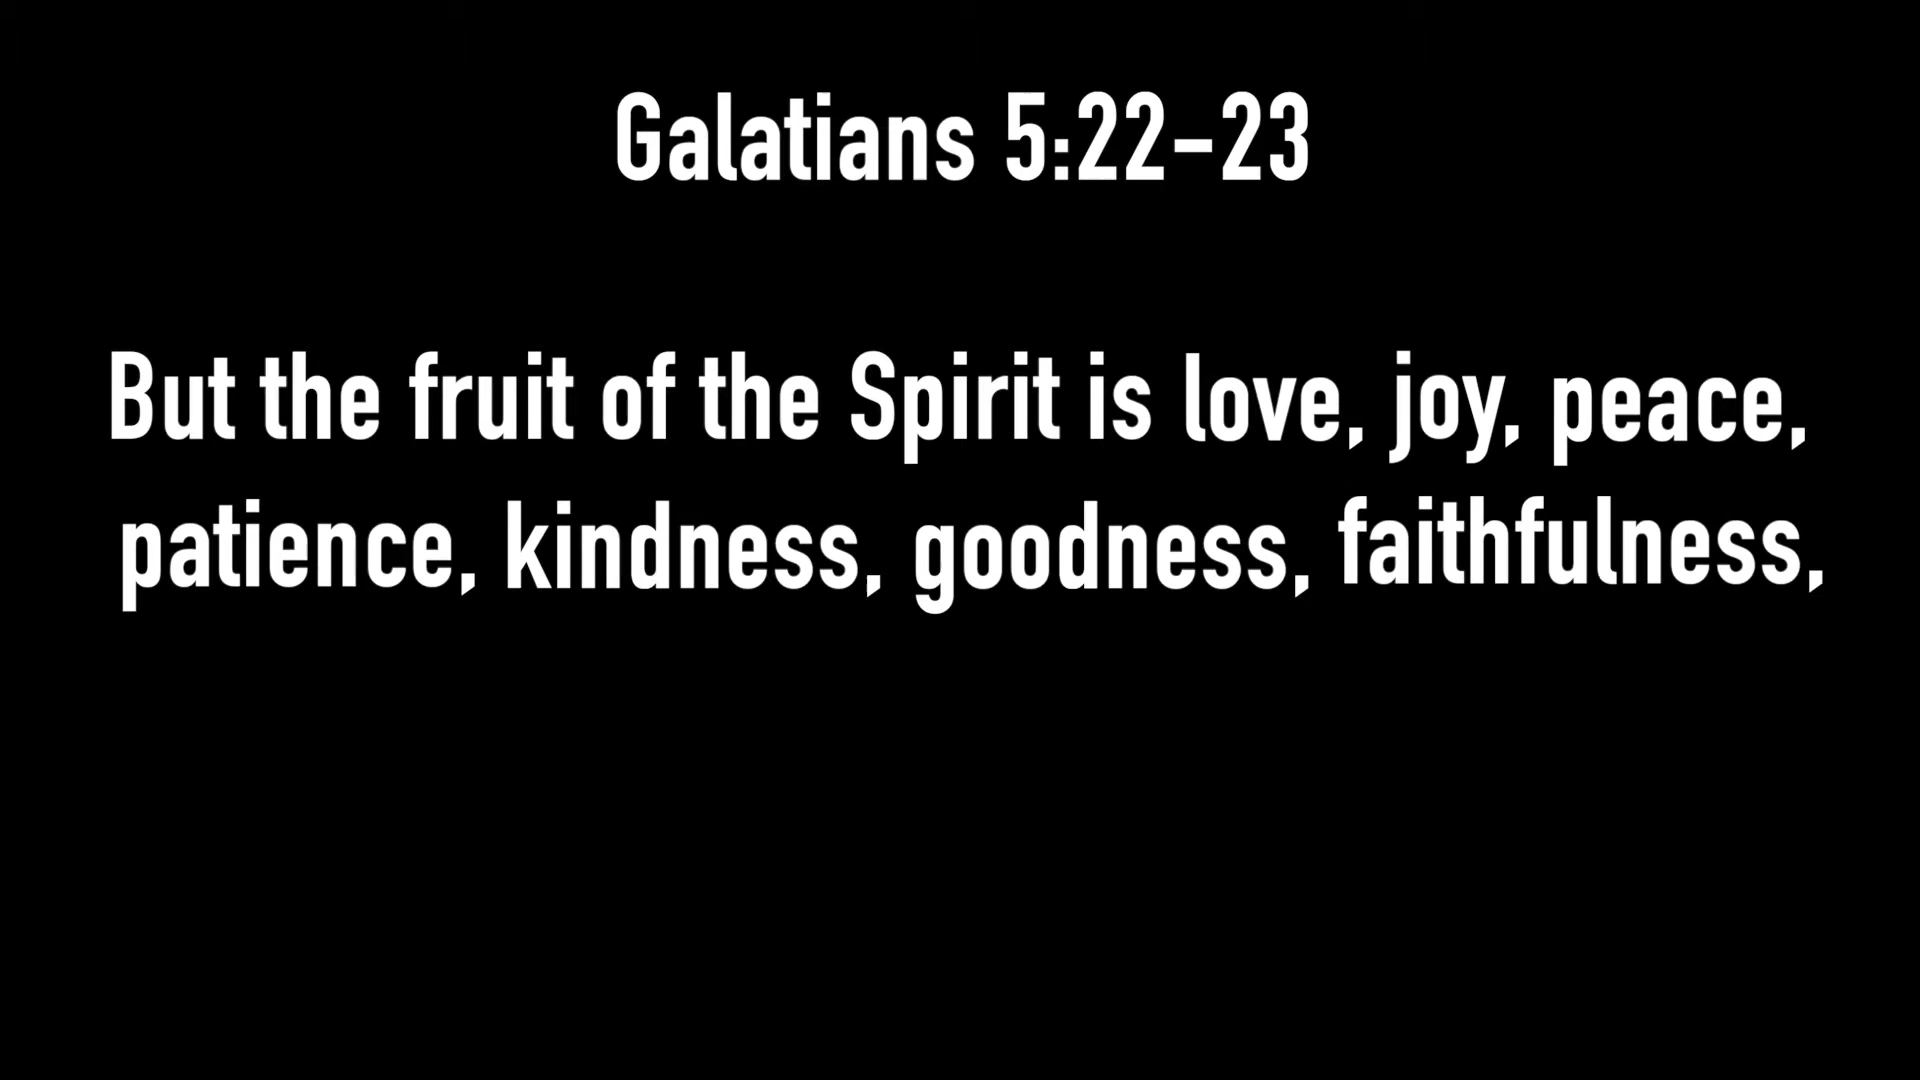 Galatians 5:22–23
But the fruit of the Spirit is love, joy, peace,
patience, kindness, goodness, faithfulness,